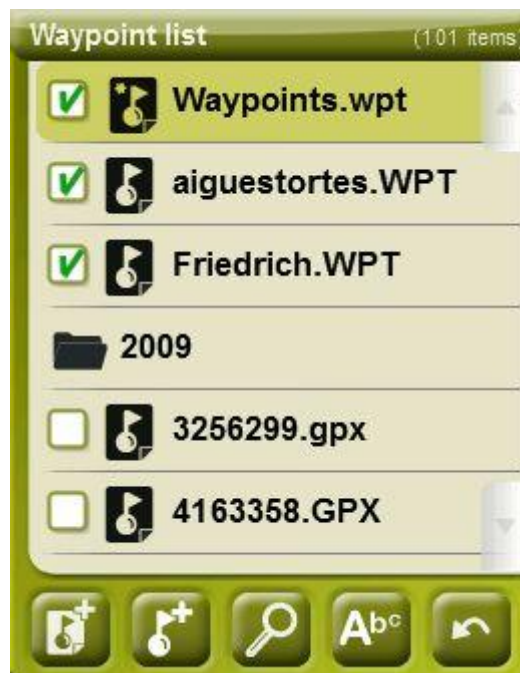 Waypoint list (101 items)
Waypoints.wpt
aiguestortes.WPT
Friedrich.WPT
2009
3256299.gpx
4163358.GPX
Abc